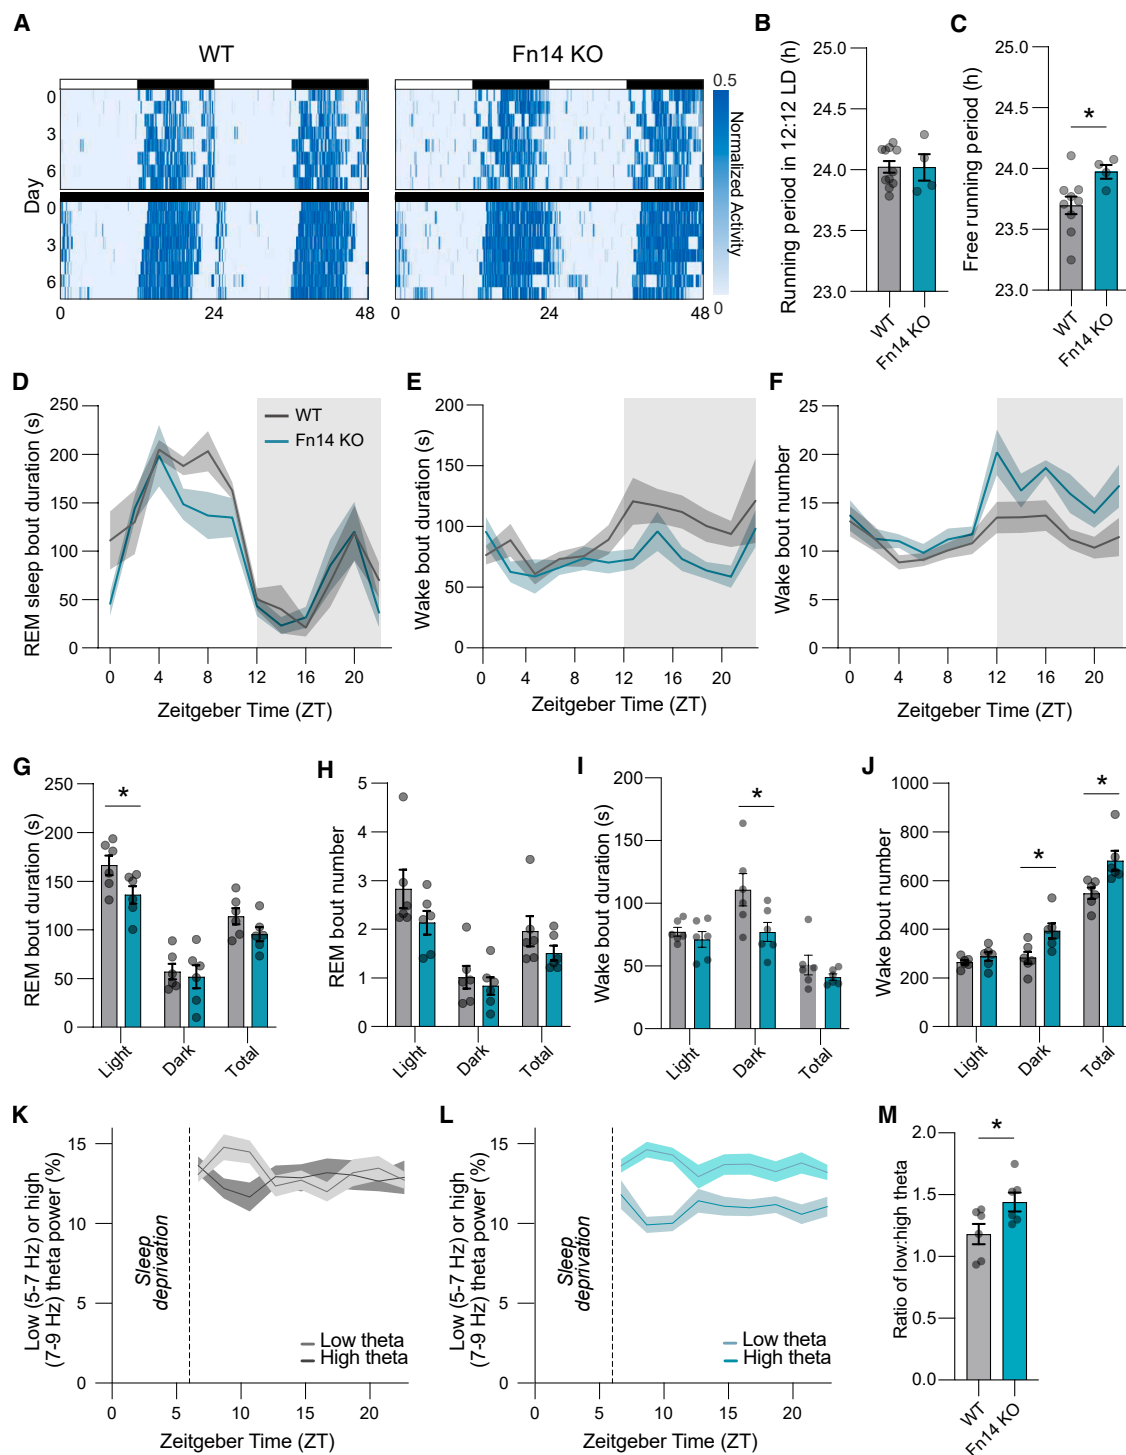 A
WT
Fn14 KO
0
3
6
0
3
6
Day
0
24
48
0
24
48
0.5
0
Normalized Activity
B
Running period in 12:12 LD (h)
25.0
24.5
24.0
23.5
23.0
WT
Fn14 KO
C
Free running period (h)
25.0
24.5
24.0
23.5
23.0
*
WT
Fn14 KO
D
REM sleep bout duration (s)
250
200
150
100
50
0
WT
Fn14 KO
0 4 8 12 16 20
Zeitgeber Time (ZT)
E
Wake bout duration (s)
200
150
100
50
0
0 4 8 12 16 20
Zeitgeber Time (ZT)
F
Wake bout number
25
20
15
10
5
0
0 4 8 12 16 20
Zeitgeber Time (ZT)
G
REM bout duration (s)
250
200
150
100
50
0
*
Light
Dark
Total
H
REM bout number
5
4
3
2
1
0
Light
Dark
Total
I
Wake bout duration (s)
200
150
100
50
0
*
Light
Dark
Total
J
Wake bout number
1000
800
600
400
200
0
*
*
Light
Dark
Total
K
Low (5-7 Hz) or high
(7-9 Hz) theta power (%)
15
10
5
0
Sleep
deprivation
Low theta
High theta
0 5 10 15 20
Zeitgeber Time (ZT)
L
Low (5-7 Hz) or high
(7-9 Hz) theta power (%)
15
10
5
0
Sleep
deprivation
Low theta
High theta
0 5 10 15 20
Zeitgeber Time (ZT)
M
Ratio of low:high theta
2.0
1.5
1.0
0.5
0.0
*
WT
Fn14 KO